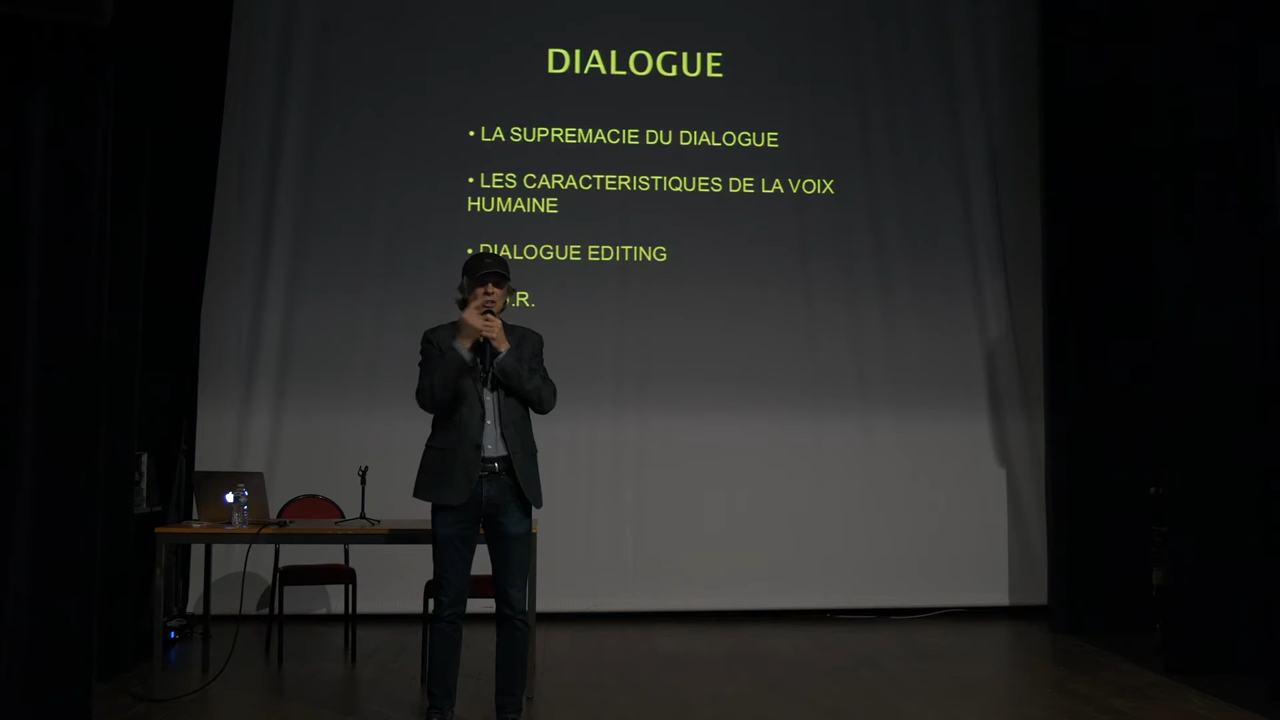 DIALOGUE
• LA SUPREMACIE DU DIALOGUE
• LES CARACTERISTIQUES DE LA VOIX
HUMAINE
• DIALOGUE EDITING
.R.